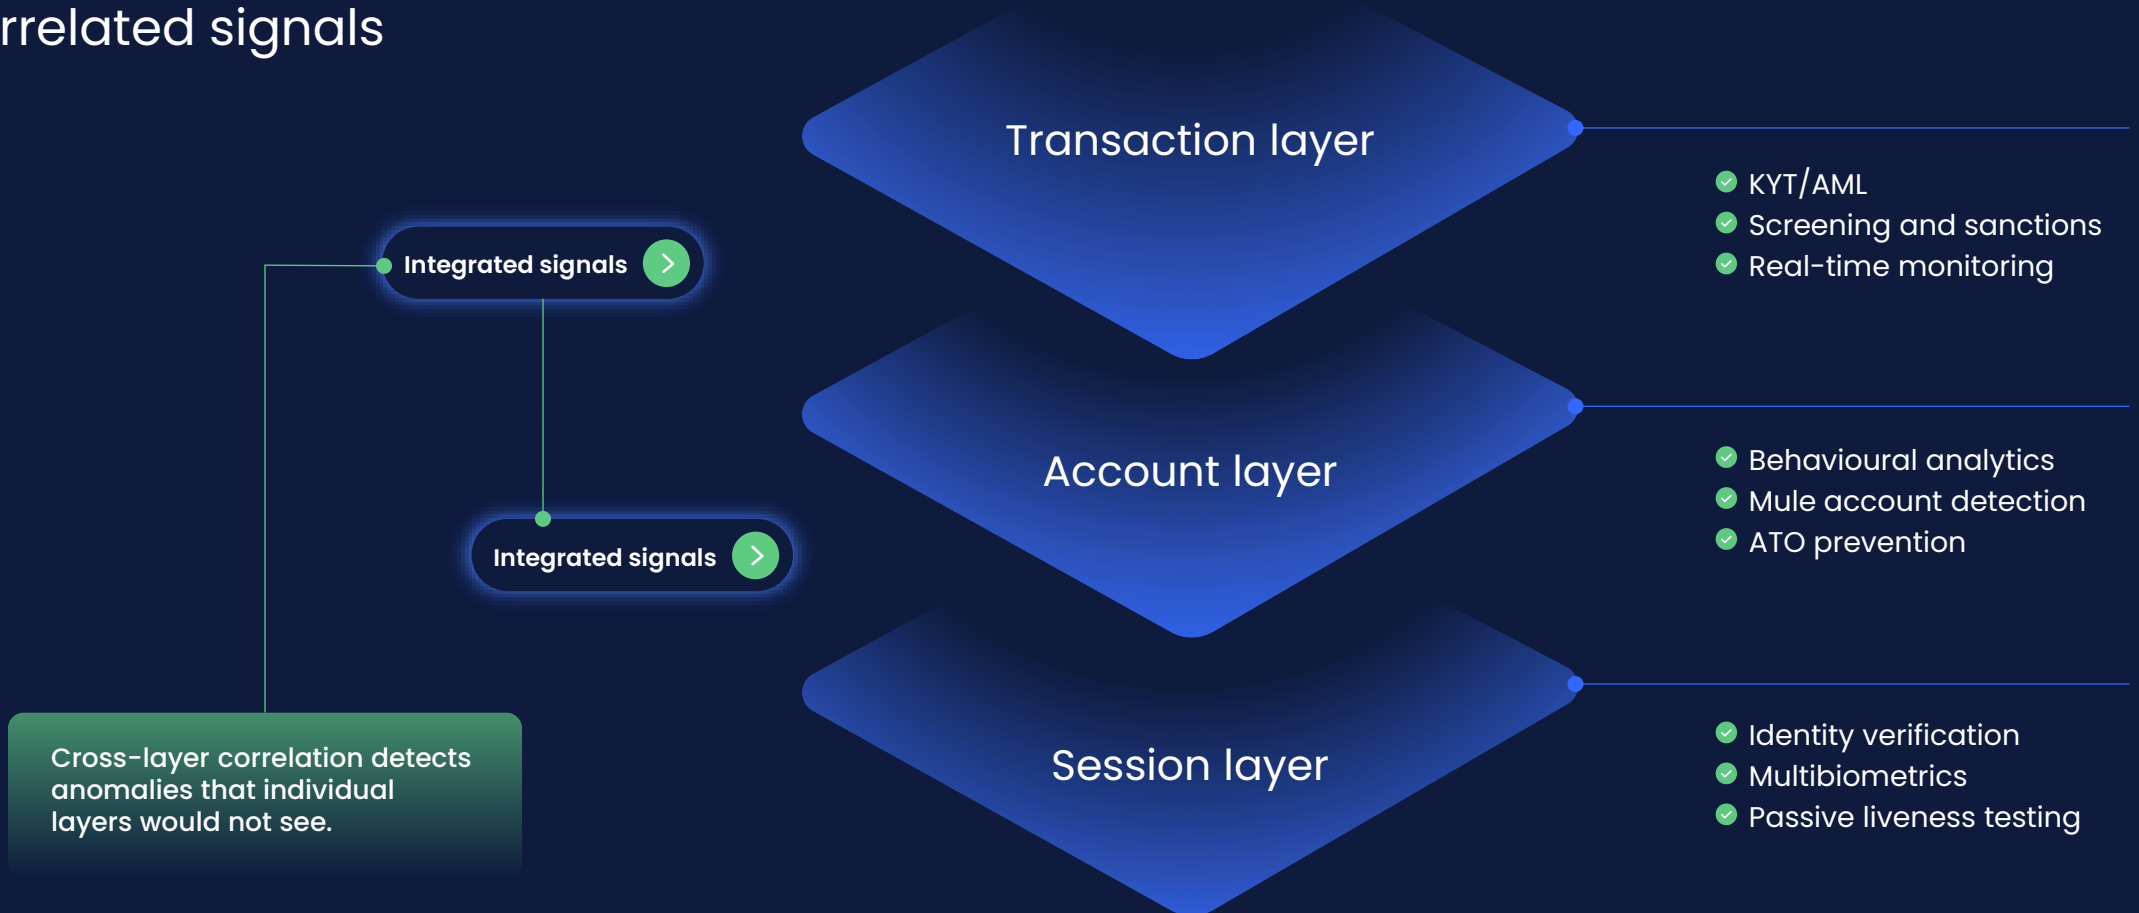 rrelated signals
Transaction layer
KYT/AML
Screening and sanctions
Real-time monitoring
Integrated signals
Account layer
Behavioural analytics
Mule account detection
ATO prevention
Integrated signals
Session layer
Identity verification
Multibiometrics
Passive liveness testing
Cross-layer correlation detects
anomalies that individual
layers would not see.